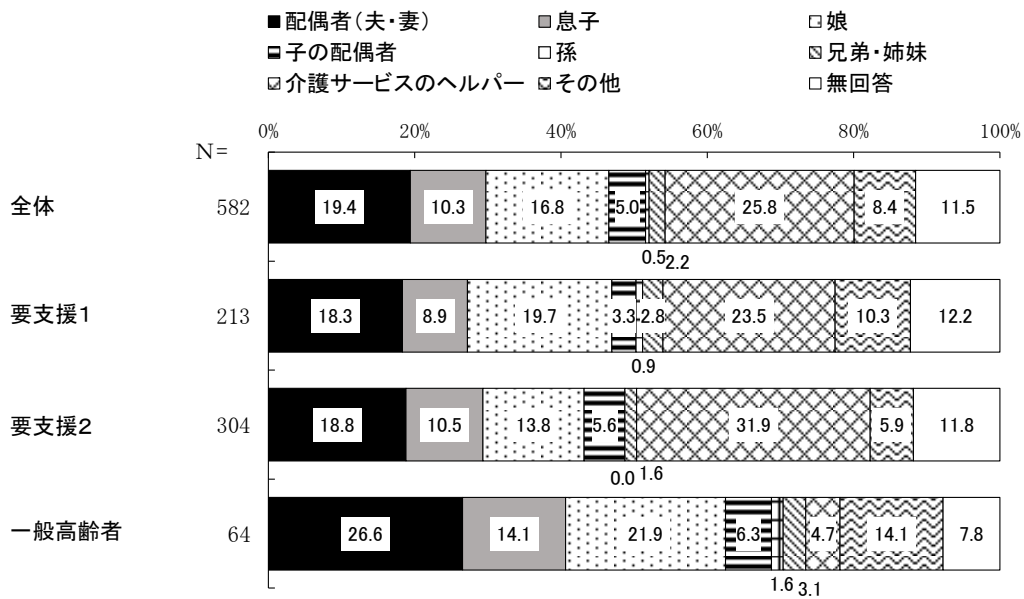 配偶者(夫・妻) 息子 娘
子の配偶者 孫 兄弟・姉妹
介護サービスのヘルパー その他 無回答
0% 20% 40% 60% 80% 100%
N=
全体 582 19.4 10.3 16.8 5.0 25.8 8.4 11.5
0.5 2.2
要支援1 213 18.3 8.9 19.7 3.3 2.8 23.5 10.3 12.2
0.9
要支援2 304 18.8 10.5 13.8 5.6 31.9 5.9 11.8
0.0 1.6
一般高齢者 64 26.6 14.1 21.9 6.3 4.7 14.1 7.8
1.6 3.1